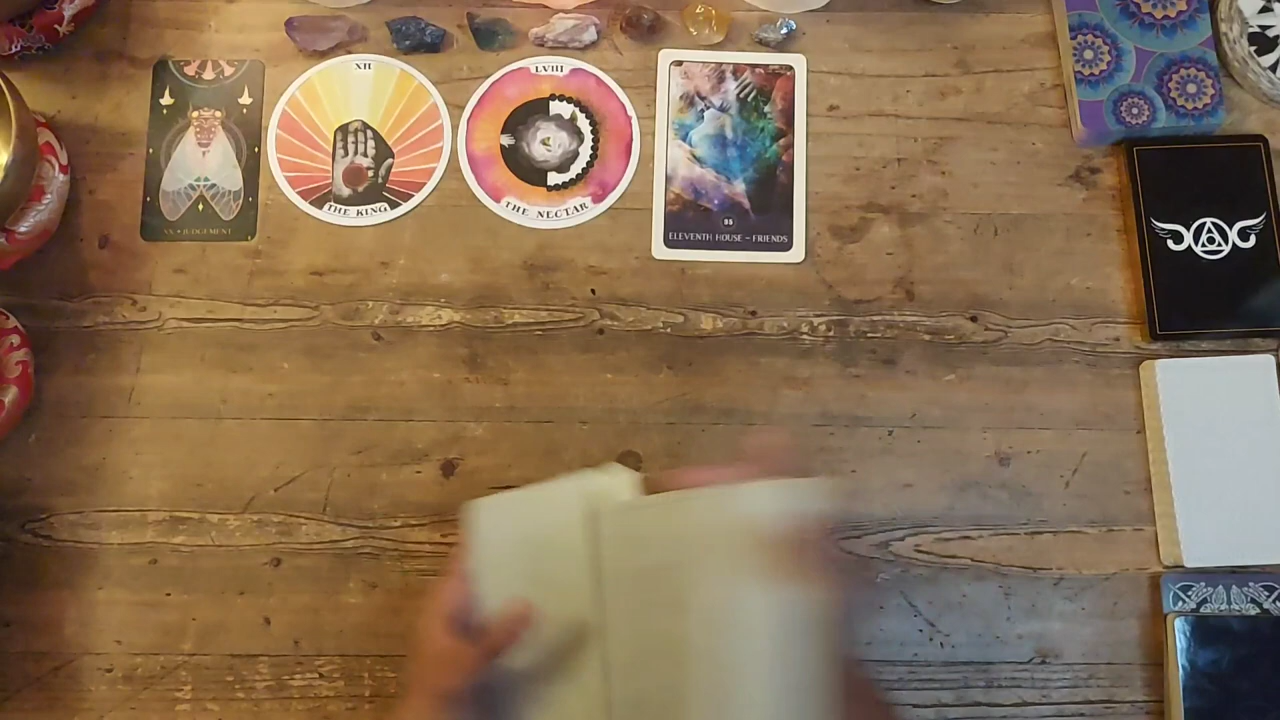 XX • JUDGEMENT
XII
THE KING
LVIII
THE NECTAR
35
ELEVENTH HOUSE ~ FRIENDS